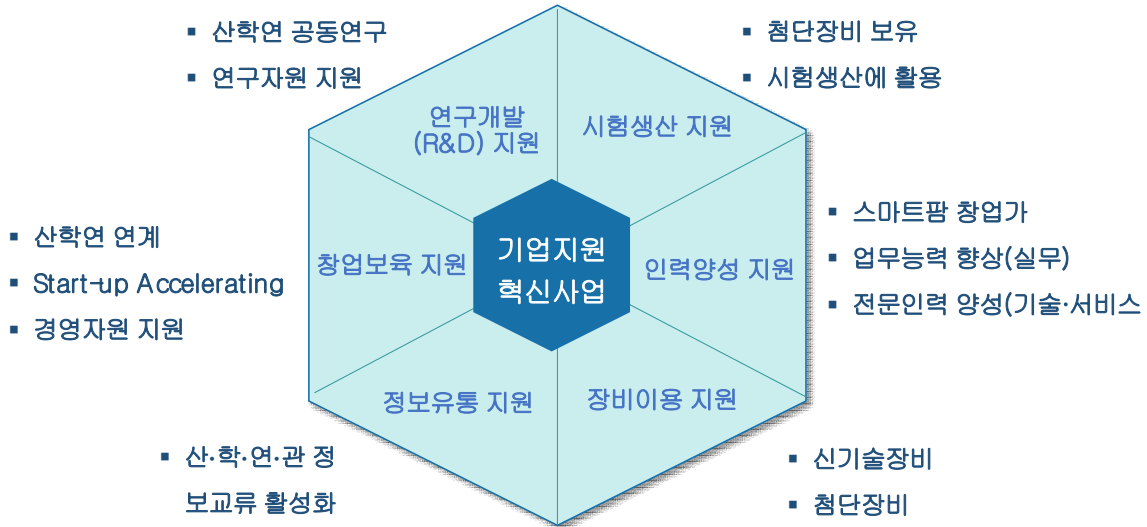 ▪ 산학연 공동연구
▪ 연구자원 지원
▪ 첨단장비 보유
▪ 시험생산에 활용
연구개발
(R&D) 지원
시험생산 지원
▪ 산학연 연계
▪ Start-up Accelerating
▪ 경영자원 지원
창업보육 지원
기업지원
혁신사업
인력양성 지원
▪ 스마트팜 창업가
▪ 업무능력 향상(실무)
▪ 전문인력 양성(기술·서비스
정보유통 지원
장비이용 지원
▪ 산·학·연·관 정
보교류 활성화
▪ 신기술장비
▪ 첨단장비